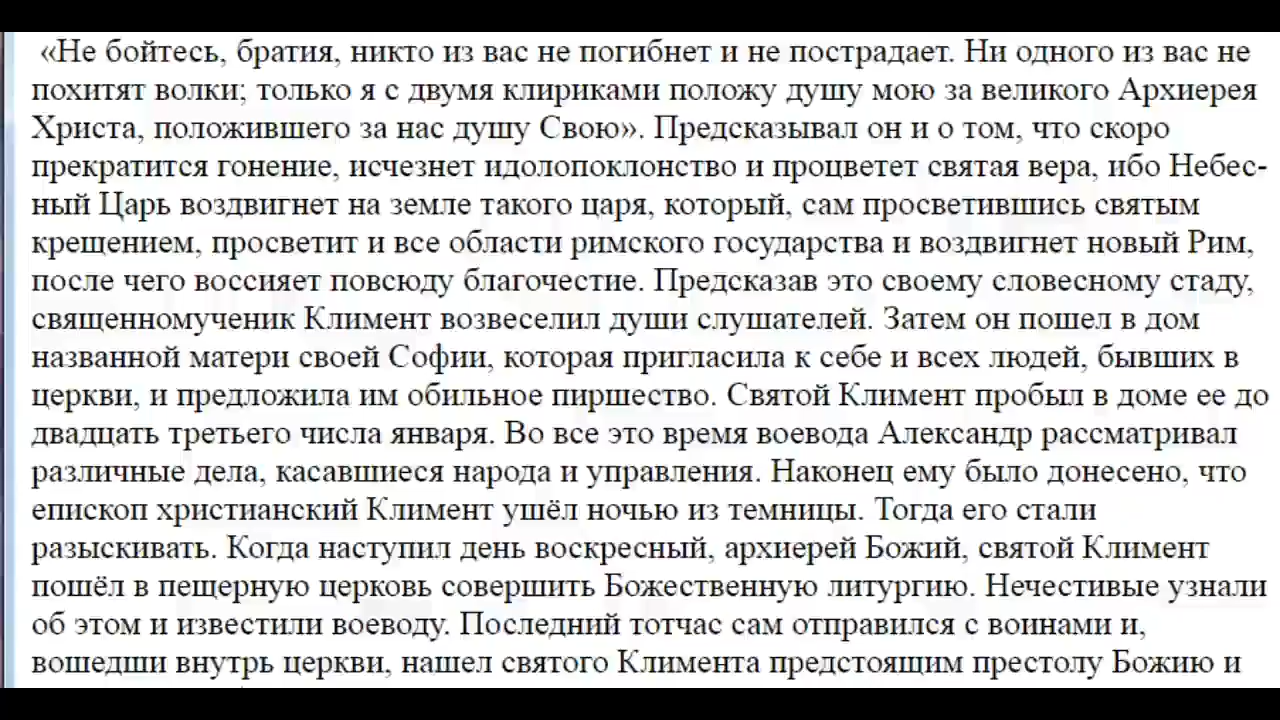 «Не бойтесь, братия, никто из вас не погибнет и не пострадает. Ни одного из вас не
похитят волки; только я с двумя клириками положу душу мою за великого Архиерея
Христа, положившего за нас душу Свою». Предсказывал он и о том, что скоро
прекратится гонение, исчезнет идолопоклонство и процветет святая вера, ибо Небес-
ный Царь воздвигнет на земле такого царя, который, сам просветившись святым
крещением, просветит и все области римского государства и воздвигнет новый Рим,
после чего воссияет повсюду благочестие. Предсказав это своему словесному стаду,
священномученик Климент возвеселил души слушателей. Затем он пошел в дом
названной матери своей Софии, которая пригласила к себе и всех людей, бывших в
церкви, и предложила им обильное пиршество. Святой Климент пробыл в доме ее до
двадцать третьего числа января. Во все это время воевода Александр рассматривал
различные дела, касавшиеся народа и управления. Наконец ему было донесено, что
епископ христианский Климент ушёл ночью из темницы. Тогда его стали
разыскивать. Когда наступил день воскресный, архиерей Божий, святой Климент
пошёл в пещерную церковь совершить Божественную литургию. Нечестивые узнали
об этом и известили воеводу. Последний тотчас сам отправился с воинами и,
вошедши внутрь церкви, нашел святого Климента предстоящим престолу Божию и